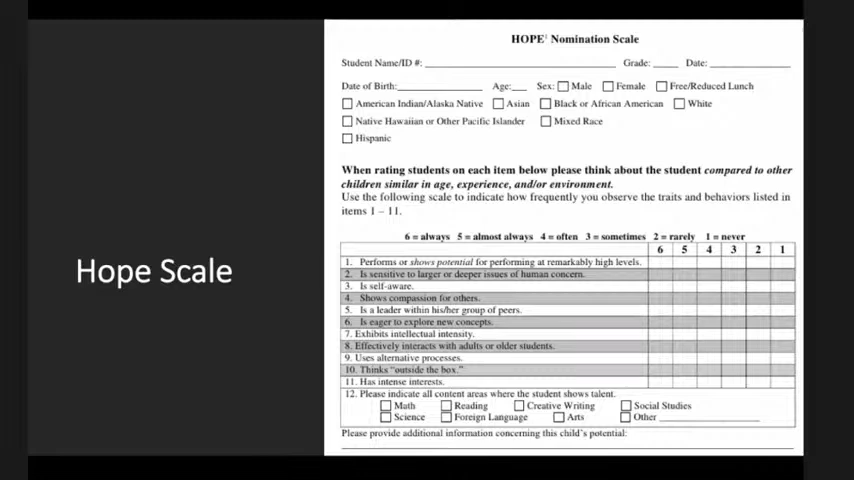 Hope Scale
HOPE¹ Nomination Scale
Student Name/ID #: ____ Grade: ____ Date: ____
Date of Birth: ____ Age: ____ Sex: Male Female Free/Reduced Lunch
American Indian/Alaska Native Asian Black or African American White
Native Hawaiian or Other Pacific Islander Mixed Race
Hispanic
When rating students on each item below please think about the student compared to other
children similar in age, experience, and/or environment.
Use the following scale to indicate how frequently you observe the traits and behaviors listed in
items 1 – 11.
6 = always 5 = almost always 4 = often 3 = sometimes 2 = rarely 1 = never
6 5 4 3 2 1
1. Performs or shows potential for performing at remarkably high levels.
2. Is sensitive to larger or deeper issues of human concern.
3. Is self-aware.
4. Shows compassion for others.
5. Is a leader within his/her group of peers.
6. Is eager to explore new concepts.
7. Exhibits intellectual intensity.
8. Effectively interacts with adults or older students.
9. Uses alternative processes.
10. Thinks “outside the box.”
11. Has intense interests.
12. Please indicate all content areas where the student shows talent.
Math Reading Creative Writing Social Studies
Science Foreign Language Arts Other ____
Please provide additional information concerning this child's potential: